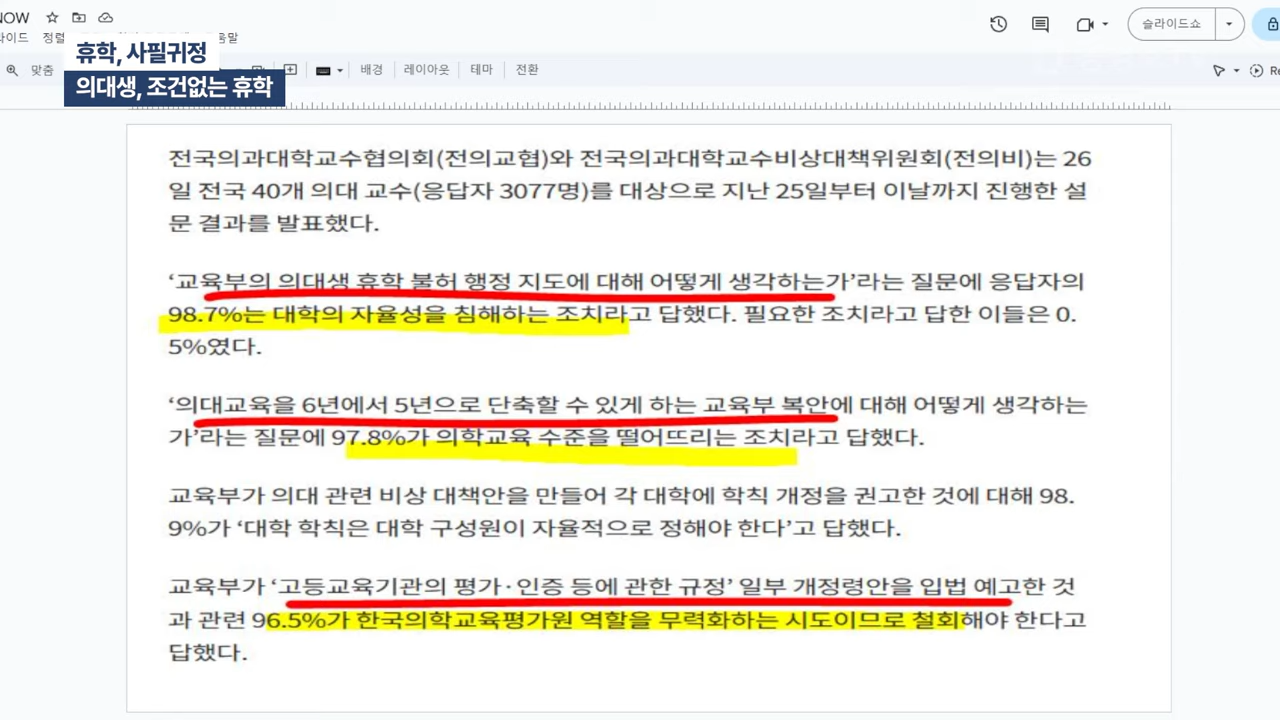 NOW
라이드 정렬 움말
휴학, 사필귀정
의대생, 조건없는 휴학
슬라이드쇼
맞춤 배경 레이아웃 테마 전환 Re
전국의과대학교수협의회(전의교협)와 전국의과대학교수비상대책위원회(전의비)는 26
일 전국 40개 의대 교수(응답자 3077명)를 대상으로 지난 25일부터 이날까지 진행한 설
문 결과를 발표했다.
‘교육부의 의대생 휴학 불허 행정 지도에 대해 어떻게 생각하는가’라는 질문에 응답자의
98.7%는 대학의 자율성을 침해하는 조치라고 답했다. 필요한 조치라고 답한 이들은 0.
5%였다.
‘의대교육을 6년에서 5년으로 단축할 수 있게 하는 교육부 복안에 대해 어떻게 생각하는
가’라는 질문에 97.8%가 의학교육 수준을 떨어뜨리는 조치라고 답했다.
교육부가 의대 관련 비상 대책안을 만들어 각 대학에 학칙 개정을 권고한 것에 대해 98.
9%가 ‘대학 학칙은 대학 구성원이 자율적으로 정해야 한다’고 답했다.
교육부가 ‘고등교육기관의 평가·인증 등에 관한 규정’ 일부 개정령안을 입법 예고한 것
과 관련 96.5%가 한국의학교육평가원 역할을 무력화하는 시도이므로 철회해야 한다고
답했다.